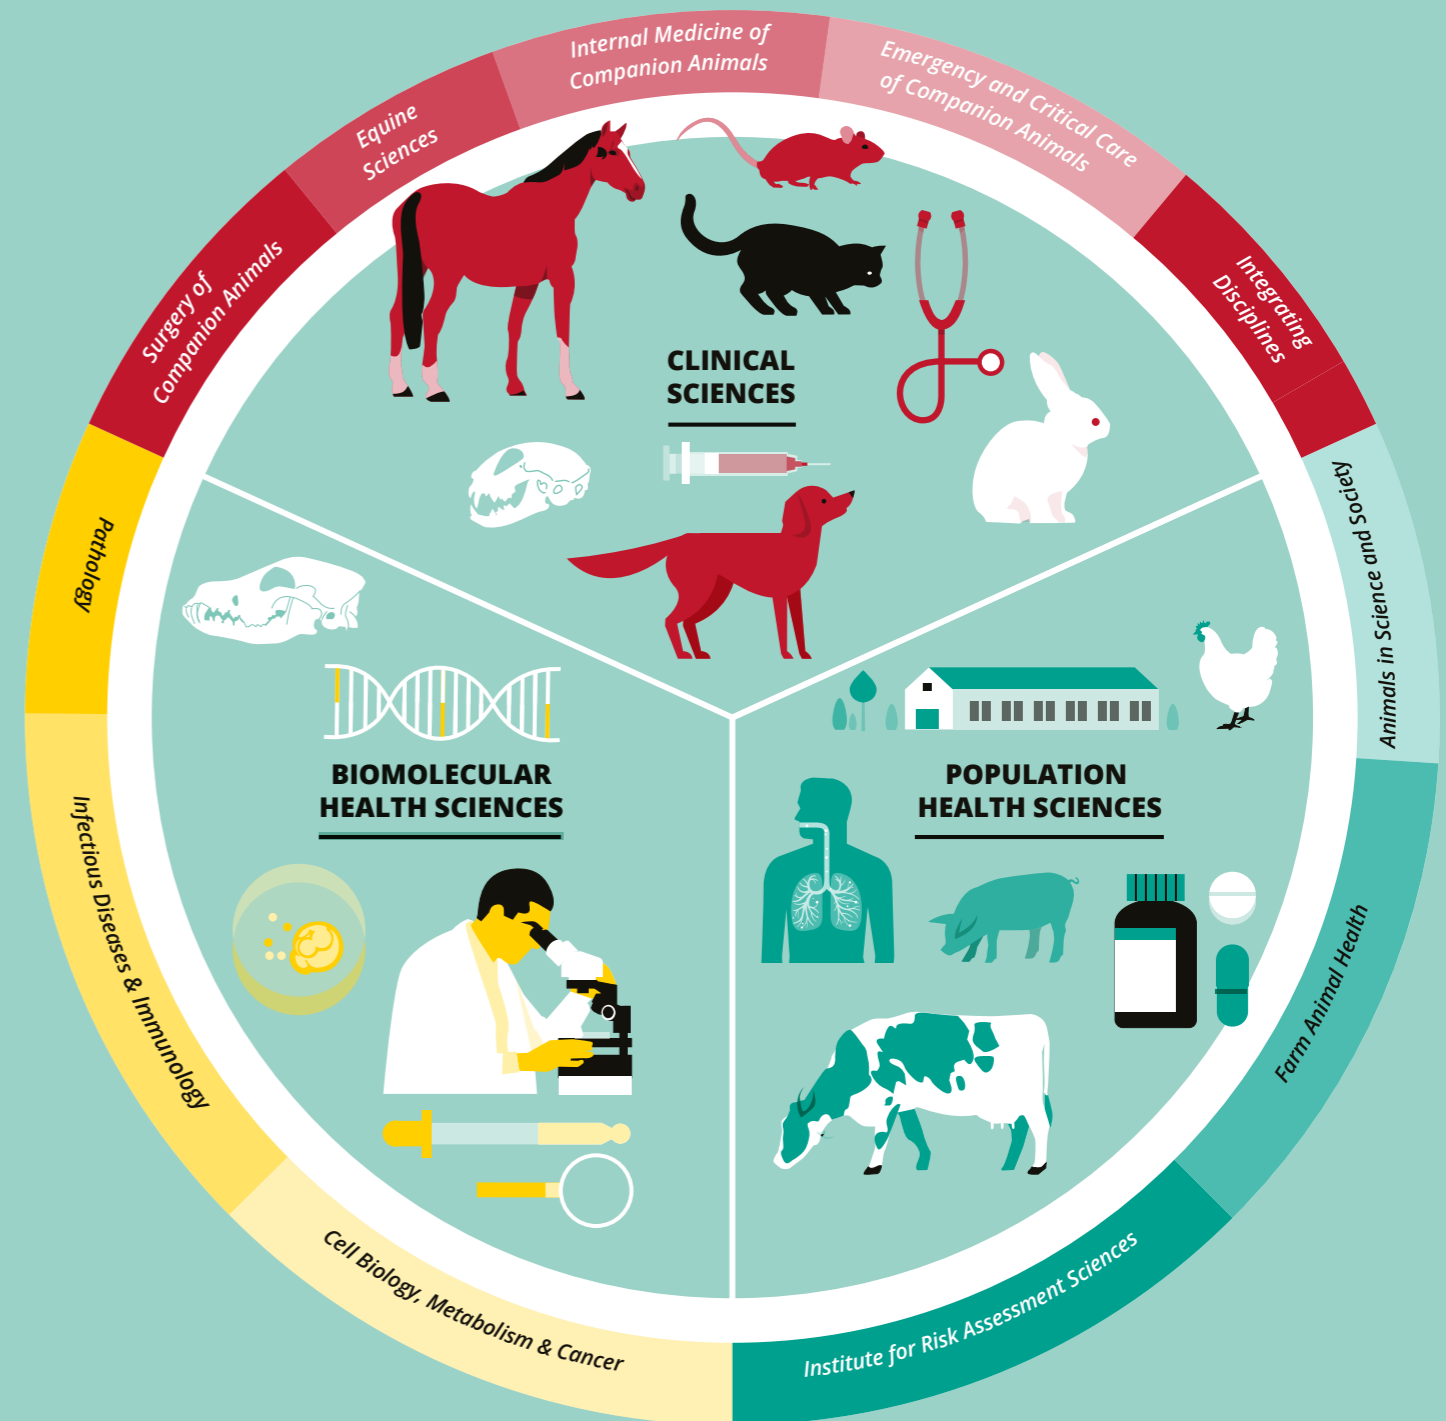 Internal Medicine of
Companion Animals
Emergency and Critical Care
of Companion Animals
Integrating
Disciplines
Equine
Sciences
Surgery of
Companion Animals
CLINICAL
SCIENCES
Pathology
Infectious Diseases & Immunology
Cell Biology, Metabolism & Cancer
BIOMOLECULAR
HEALTH SCIENCES
POPULATION
HEALTH SCIENCES
Animals in Science and Society
Farm Animal Health
Institute for Risk Assessment Sciences